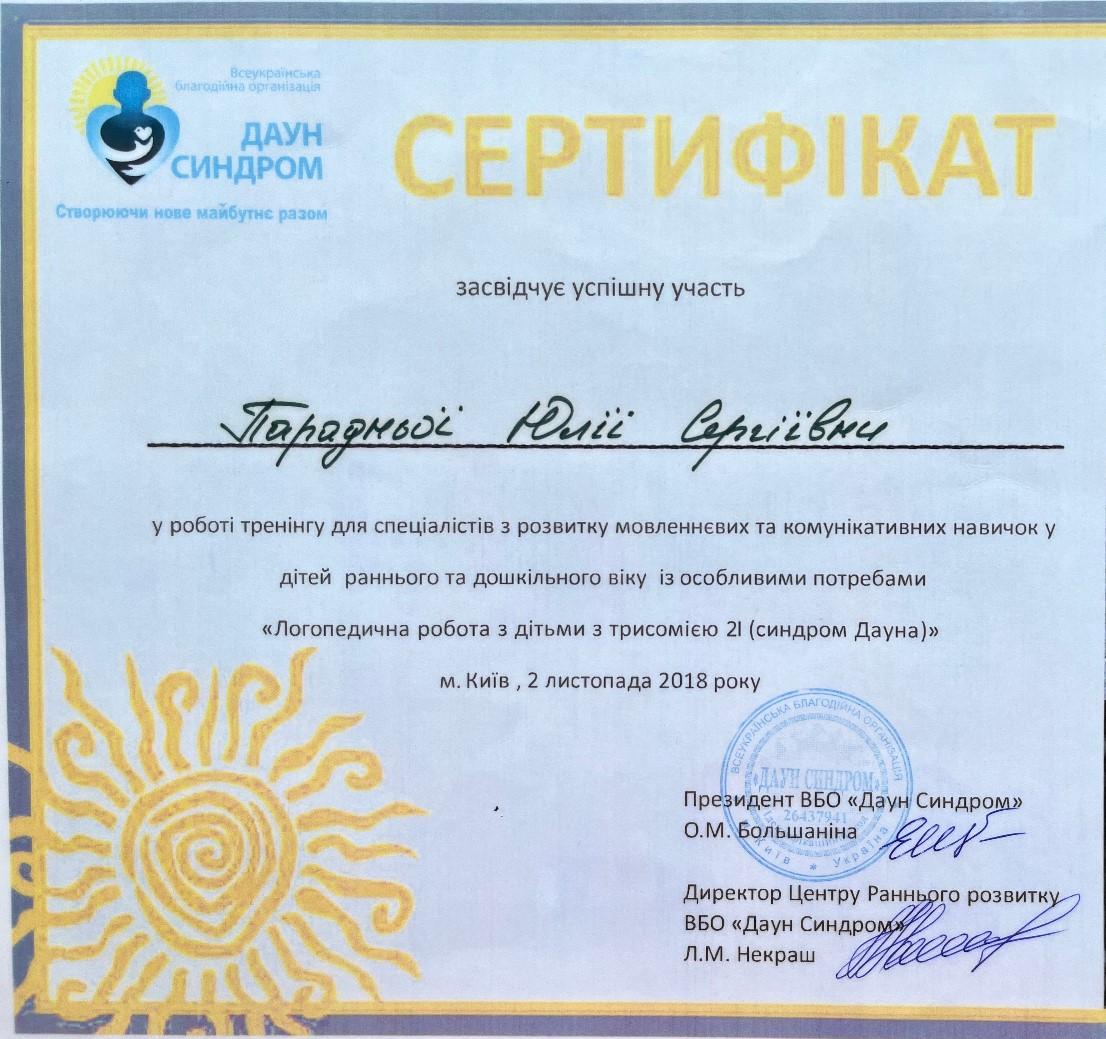 Всеукраїнська
благодійна організація
ДАУН
СИНДРОМ
Створюючи нове майбутнє разом
СЕРТИФІКАТ
засвідчує успішну участь
Парадньої Юлії Сергіївни
у роботі тренінгу для спеціалістів з розвитку мовленнєвих та комунікативних навичок у
дітей раннього та дошкільного віку із особливими потребами
«Логопедична робота з дітьми з трисомією 2І (синдром Дауна)»
м. Київ , 2 листопада 2018 року
ВСЕУКРАЇНСЬКА БЛАГОДІЙНА ОРГАНІЗАЦІЯ
«ДАУН СИНДРОМ»
26437941
Київ * Україна
Президент ВБО «Даун Синдром»
О.М. Большаніна
Директор Центру Раннього розвитку
ВБО «Даун Синдром»
Л.М. Некраш